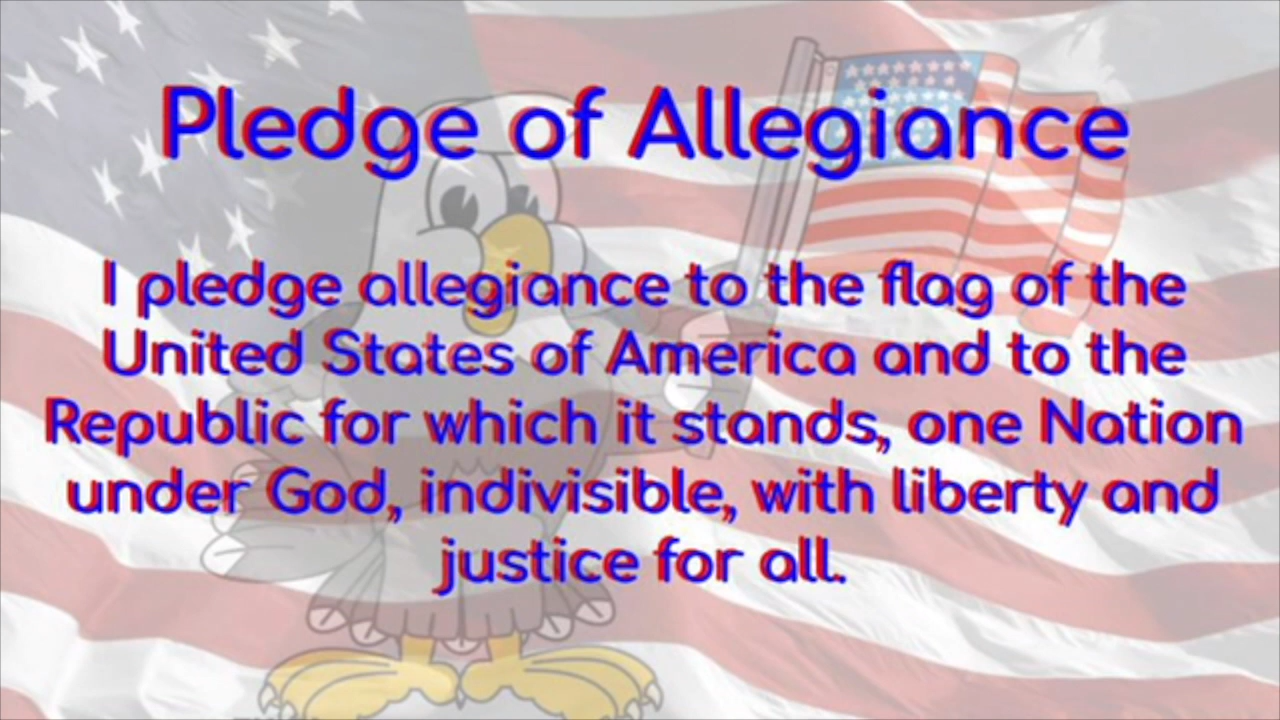 Pledge of Allegiance
I pledge allegiance to the flag of the
United States of America and to the
Republic for which it stands, one Nation
under God, indivisible, with liberty and
justice for all.